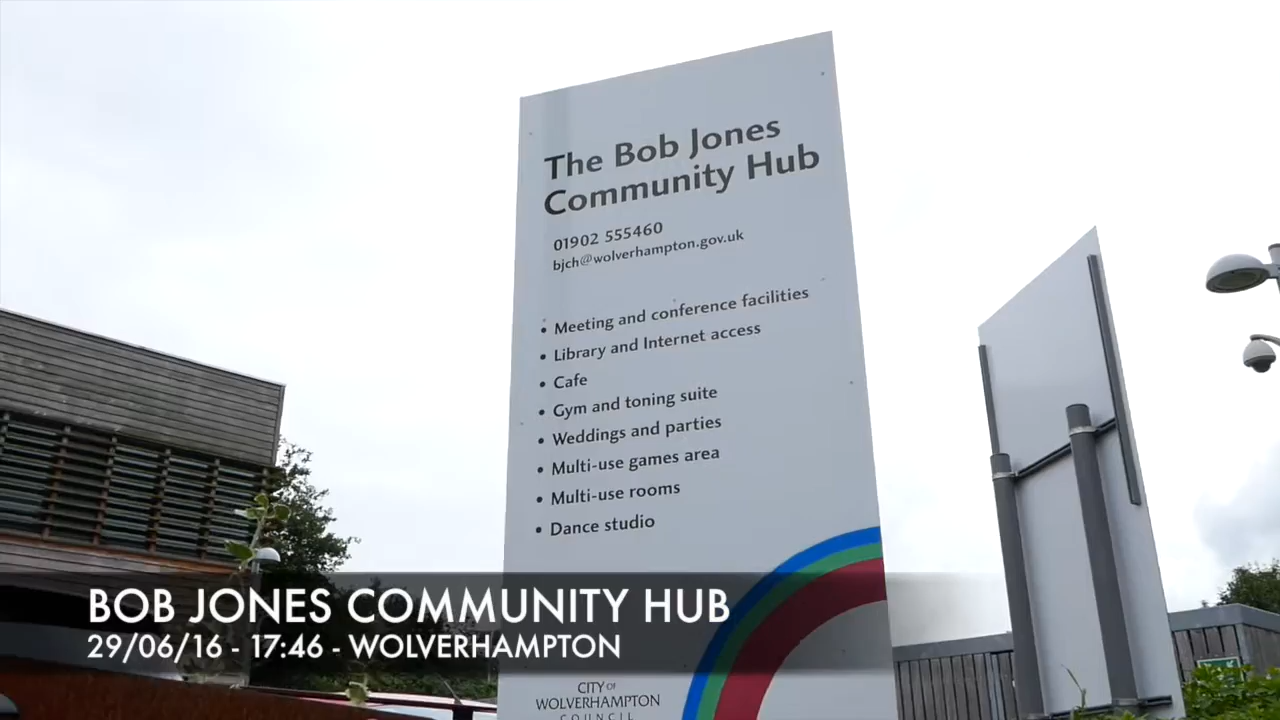 The Bob Jones
Community Hub
01902 555460
bjch@wolverhampton.gov.uk
• Meeting and conference facilities
• Library and Internet access
• Cafe
• Gym and toning suite
• Weddings and parties
• Multi-use games area
• Multi-use rooms
• Dance studio
BOB JONES COMMUNITY HUB
29/06/16 - 17:46 - WOLVERHAMPTON
CITY OF
WOLVERHAMPTON
COUNCIL